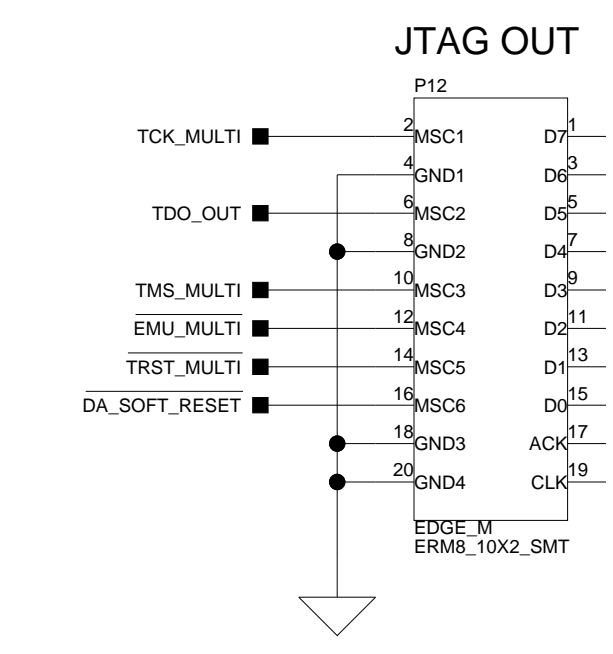 JTAG OUT
P12
TCK_MULTI 2 MSC1 D7 1
4 GND1 D6 3
TDO_OUT 6 MSC2 D5 5
8 GND2 D4 7
TMS_MULTI 10 MSC3 D3 9
EMU_MULTI 12 MSC4 D2 11
TRST_MULTI 14 MSC5 D1 13
DA_SOFT_RESET 16 MSC6 D0 15
18 GND3 ACK 17
20 GND4 CLK 19
EDGE_M
ERM8_10X2_SMT